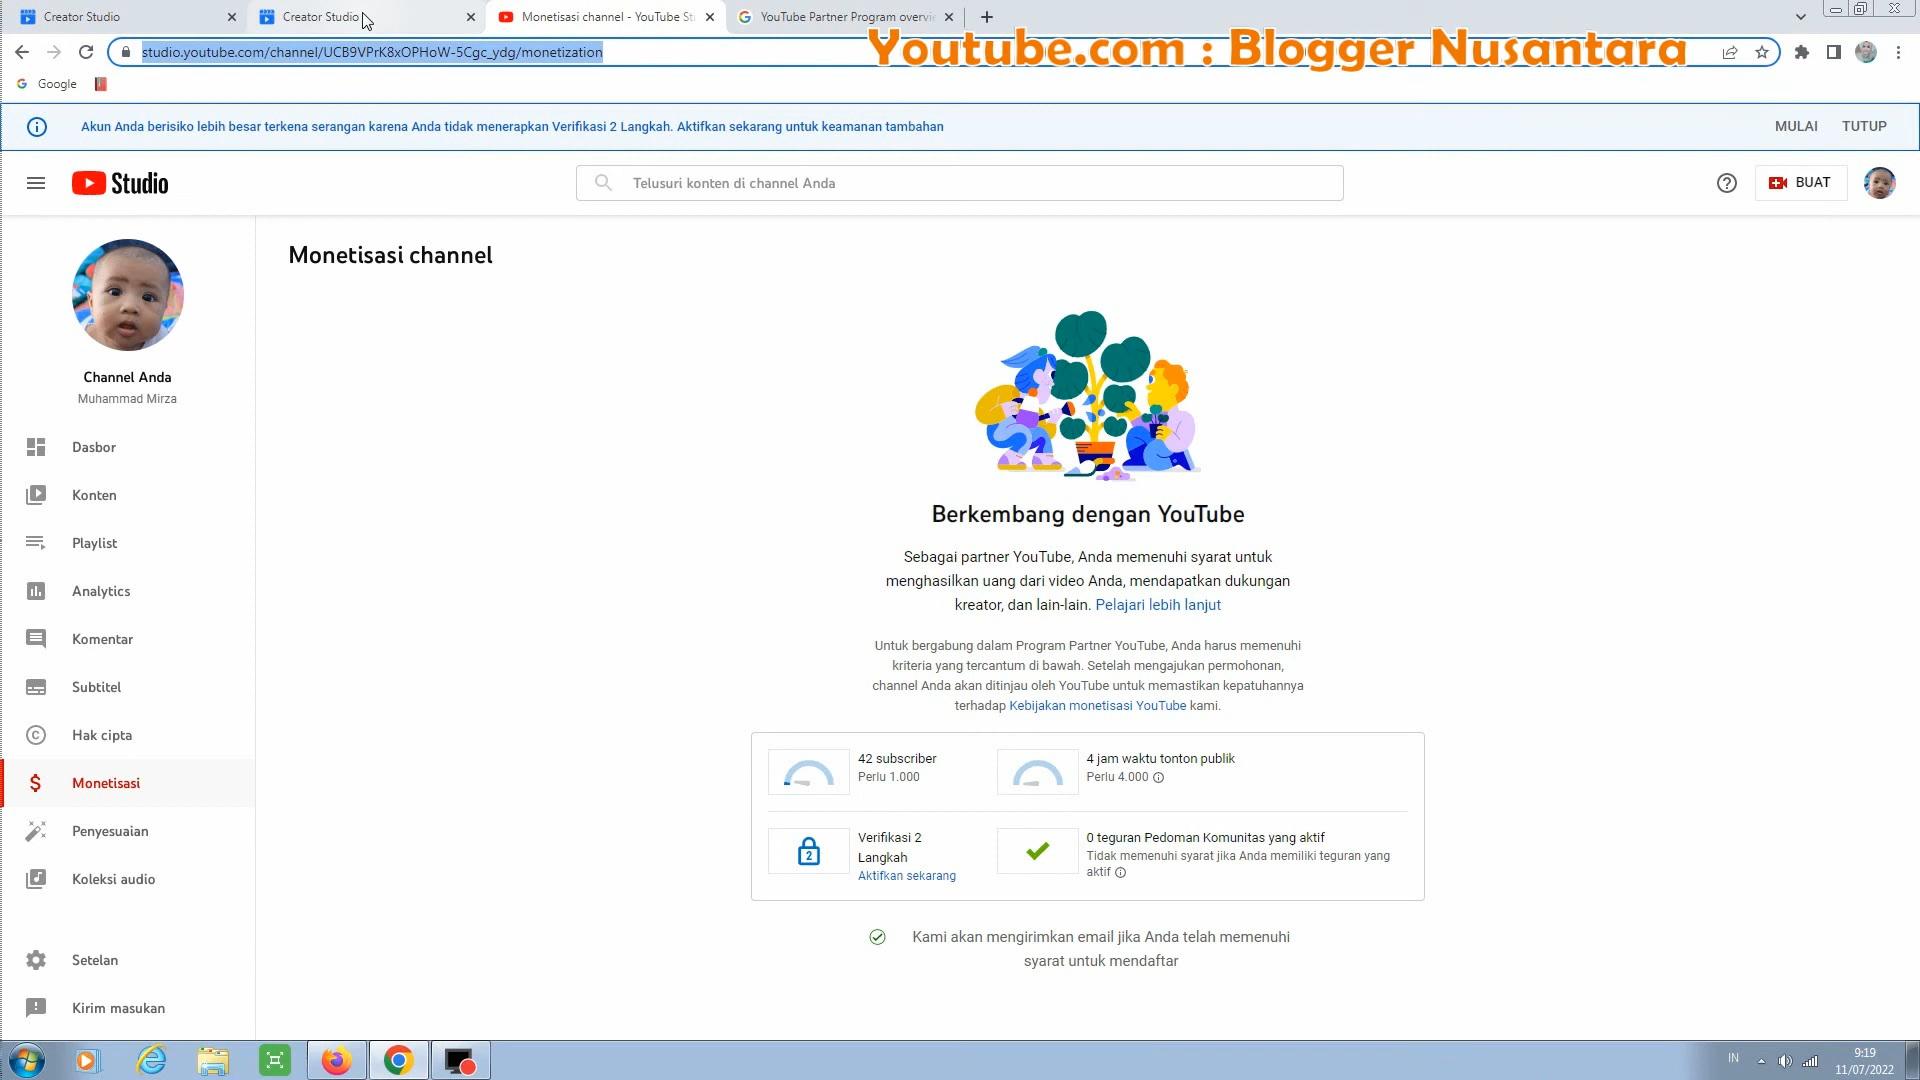 Creator Studio
Creator Studio
Monetisasi channel - YouTube St
YouTube Partner Program overvie
studio.youtube.com/channel/UCB9VPrK8xOPHoW-5Cgc_ydg/monetization
Youtube.com : Blogger Nusantara
Google
Akun Anda berisiko lebih besar terkena serangan karena Anda tidak menerapkan Verifikasi 2 Langkah. Aktifkan sekarang untuk keamanan tambahan
MULAI
TUTUP
Studio
Telusuri konten di channel Anda
BUAT
Channel Anda
Muhammad Mirza
Dasbor
Konten
Playlist
Analytics
Komentar
Subtitel
Hak cipta
Monetisasi
Penyesuaian
Koleksi audio
Setelan
Kirim masukan
Monetisasi channel
Berkembang dengan YouTube
Sebagai partner YouTube, Anda memenuhi syarat untuk
menghasilkan uang dari video Anda, mendapatkan dukungan
kreator, dan lain-lain. Pelajari lebih lanjut
Untuk bergabung dalam Program Partner YouTube, Anda harus memenuhi
kriteria yang tercantum di bawah. Setelah mengajukan permohonan,
channel Anda akan ditinjau oleh YouTube untuk memastikan kepatuhannya
terhadap Kebijakan monetisasi YouTube kami.
42 subscriber
Perlu 1.000
4 jam waktu tonton publik
Perlu 4.000
2
Verifikasi 2
Langkah
Aktifkan sekarang
0 teguran Pedoman Komunitas yang aktif
Tidak memenuhi syarat jika Anda memiliki teguran yang
aktif
Kami akan mengirimkan email jika Anda telah memenuhi
syarat untuk mendaftar
IN
9:19
11/07/2022